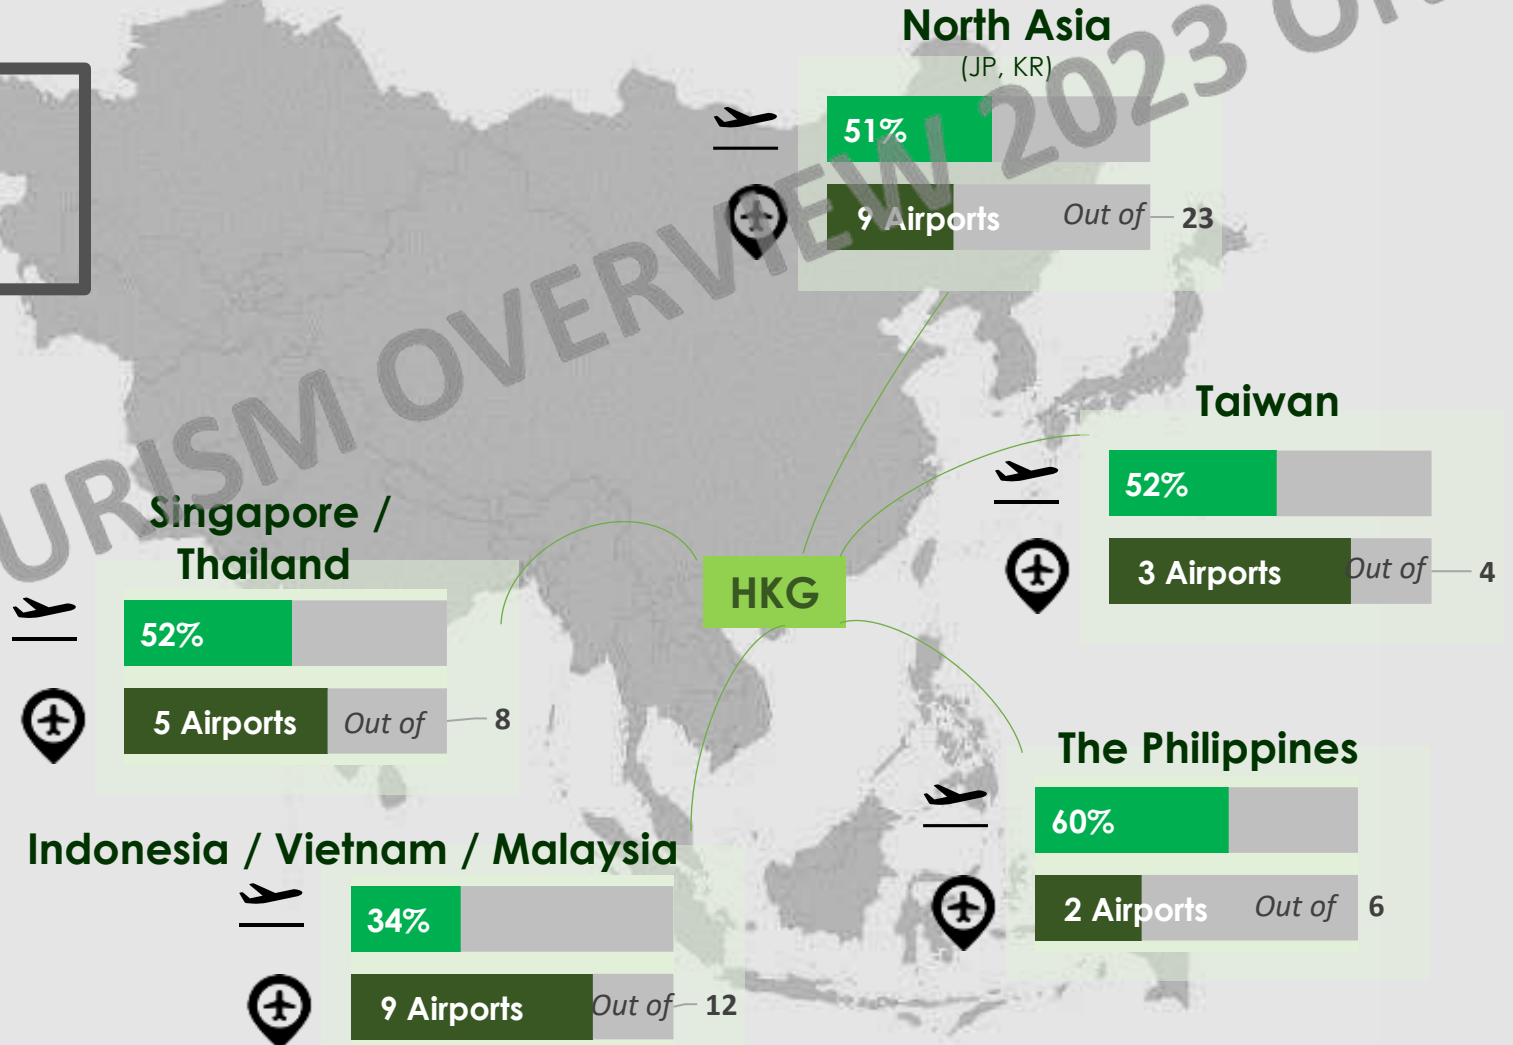 North Asia
(JP, KR)
51%
9 Airports Out of 23
Taiwan
52%
3 Airports Out of 4
Singapore /
Thailand
52%
5 Airports Out of 8
HKG
The Philippines
60%
2 Airports Out of 6
Indonesia / Vietnam / Malaysia
34%
9 Airports Out of 12
URISM OVERVIEW 2023